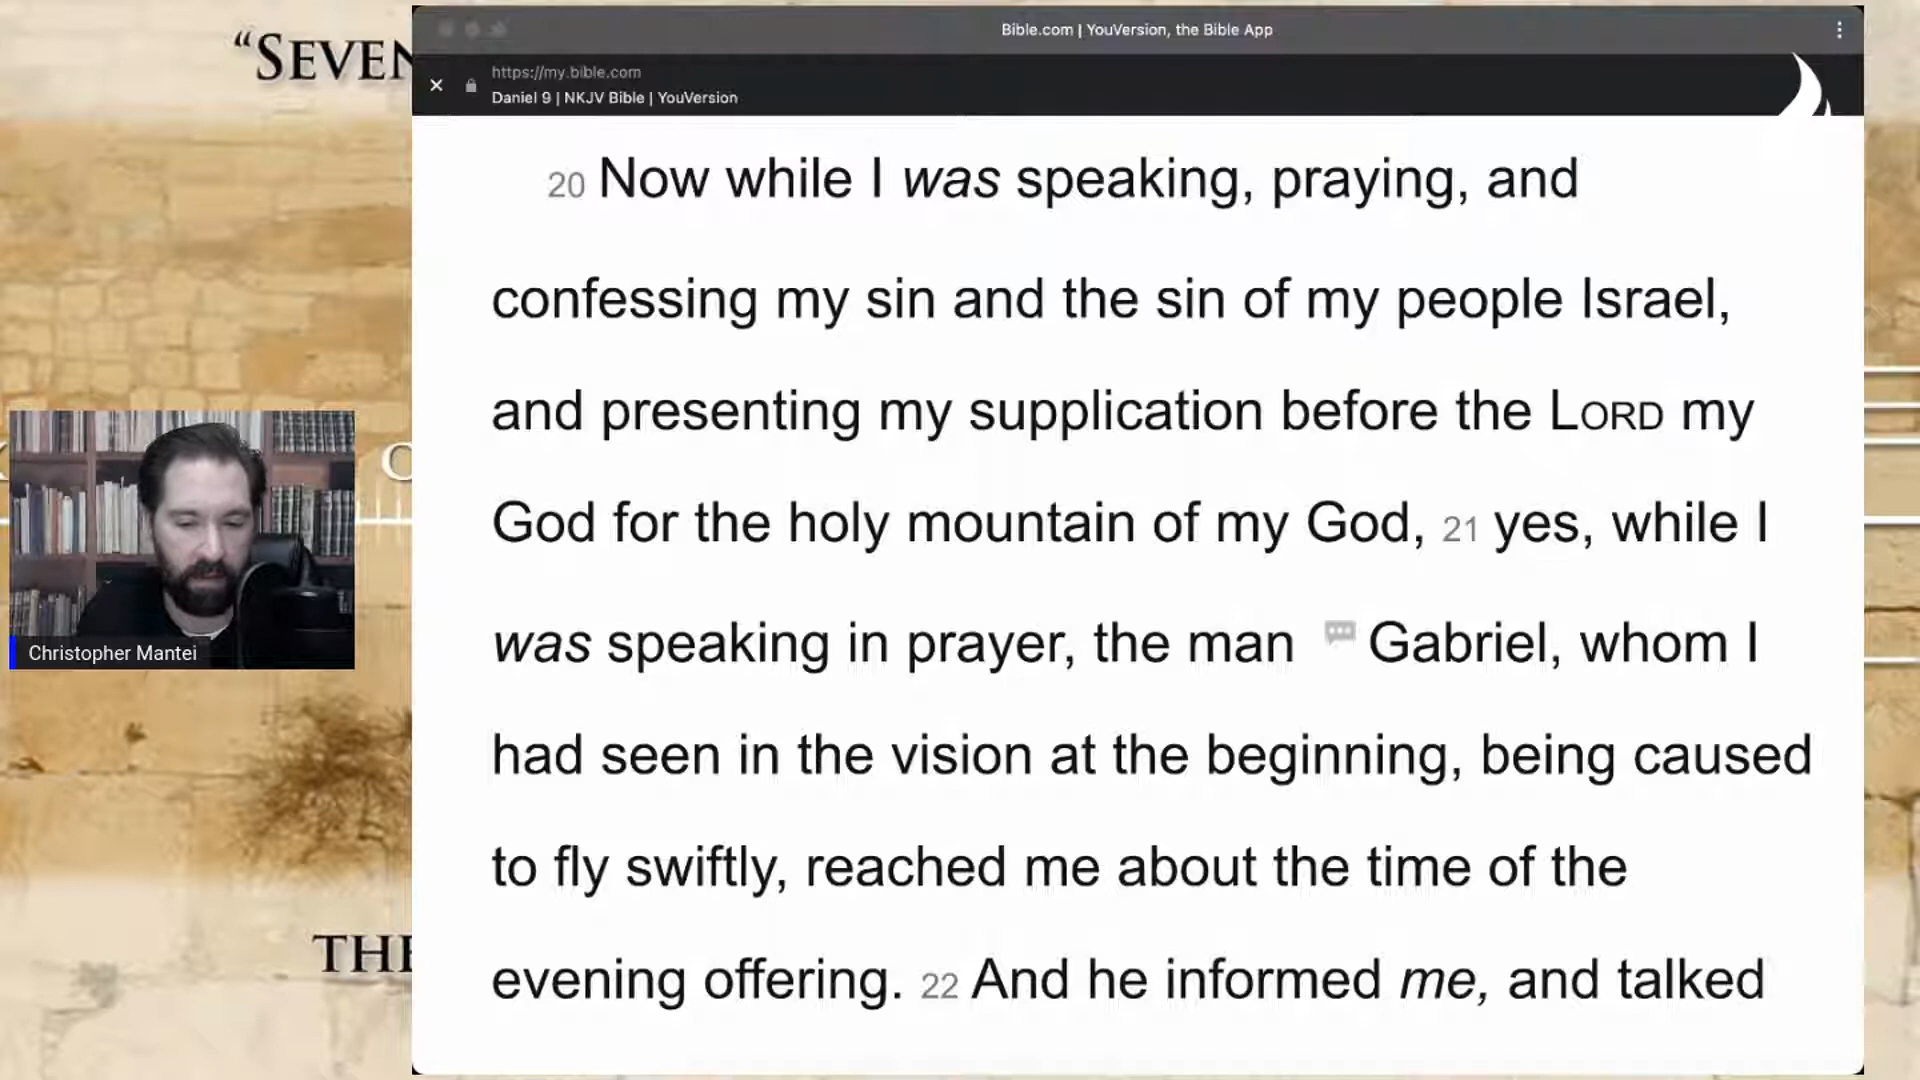 “SEVEN
Bible.com | YouVersion, the Bible App
https://my.bible.com
Daniel 9 | NKJV Bible | YouVersion
20 Now while I was speaking, praying, and
confessing my sin and the sin of my people Israel,
and presenting my supplication before the LORD my
God for the holy mountain of my God, 21 yes, while I
was speaking in prayer, the man Gabriel, whom I
had seen in the vision at the beginning, being caused
to fly swiftly, reached me about the time of the
evening offering. 22 And he informed me, and talked
Christopher Mantei
THE